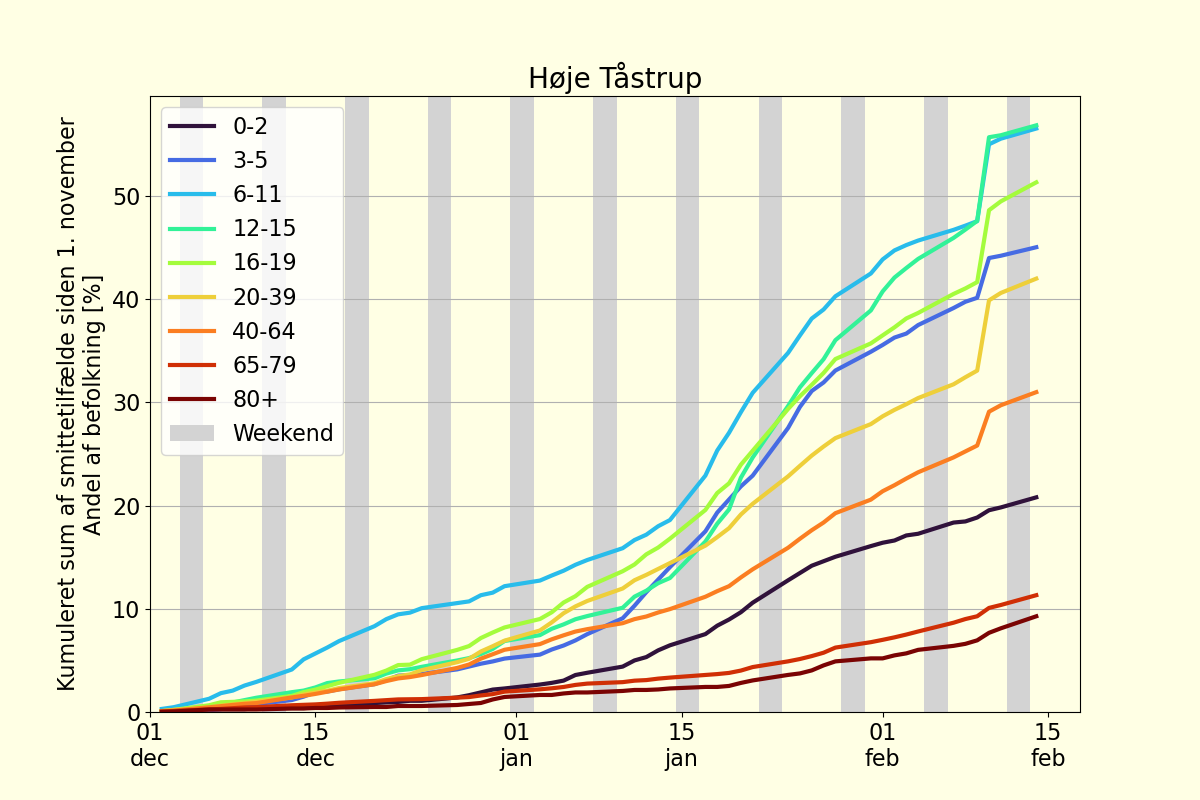 Høje Tåstrup
Kumuleret sum af smittetilfælde siden 1. november
Andel af befolkning [%]
50
40
30
20
10
0
0-2
3-5
6-11
12-15
16-19
20-39
40-64
65-79
80+
Weekend
01 15 01 15 01 15
dec dec jan jan feb feb